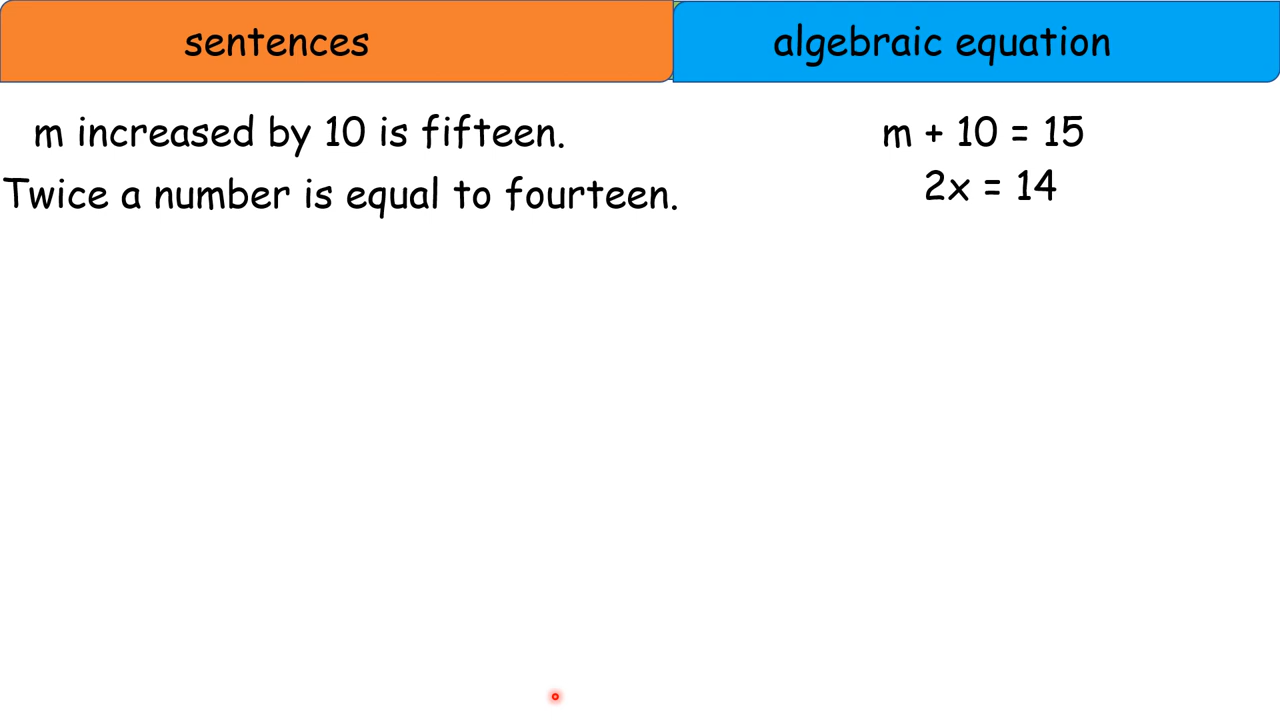 sentences algebraic equation
m increased by 10 is fifteen. m + 10 = 15
Twice a number is equal to fourteen. 2x = 14